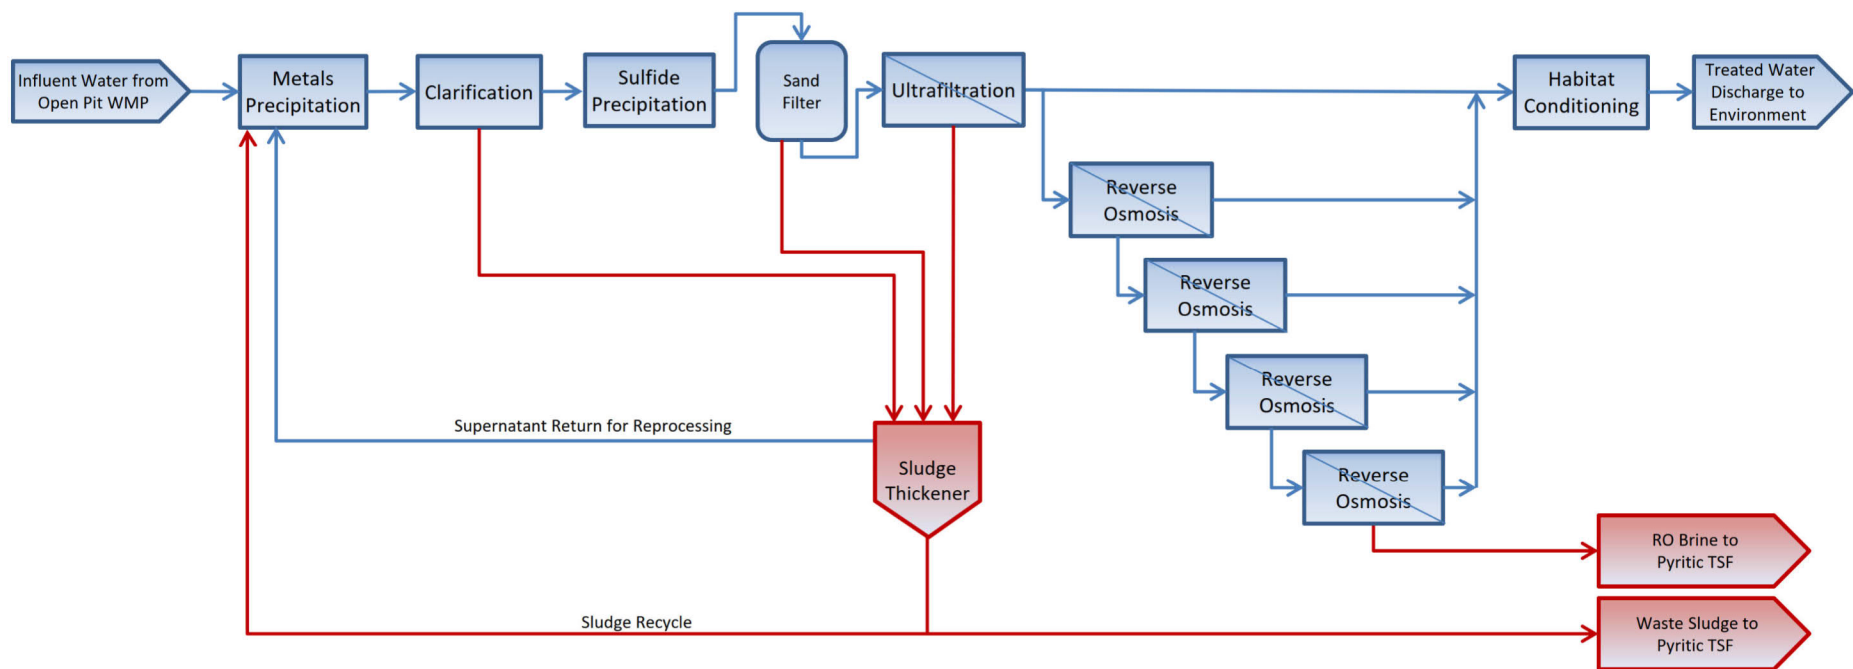 Influent Water from
Open Pit WMP
Metals
Precipitation
Clarification
Sulfide
Precipitation
Sand
Filter
Ultrafiltration
Habitat
Conditioning
Treated Water
Discharge to
Environment
Reverse
Osmosis
Reverse
Osmosis
Reverse
Osmosis
Supernatant Return for Reprocessing
Sludge
Thickener
Reverse
Osmosis
RO Brine to
Pyritic TSF
Sludge Recycle
Waste Sludge to
Pyritic TSF